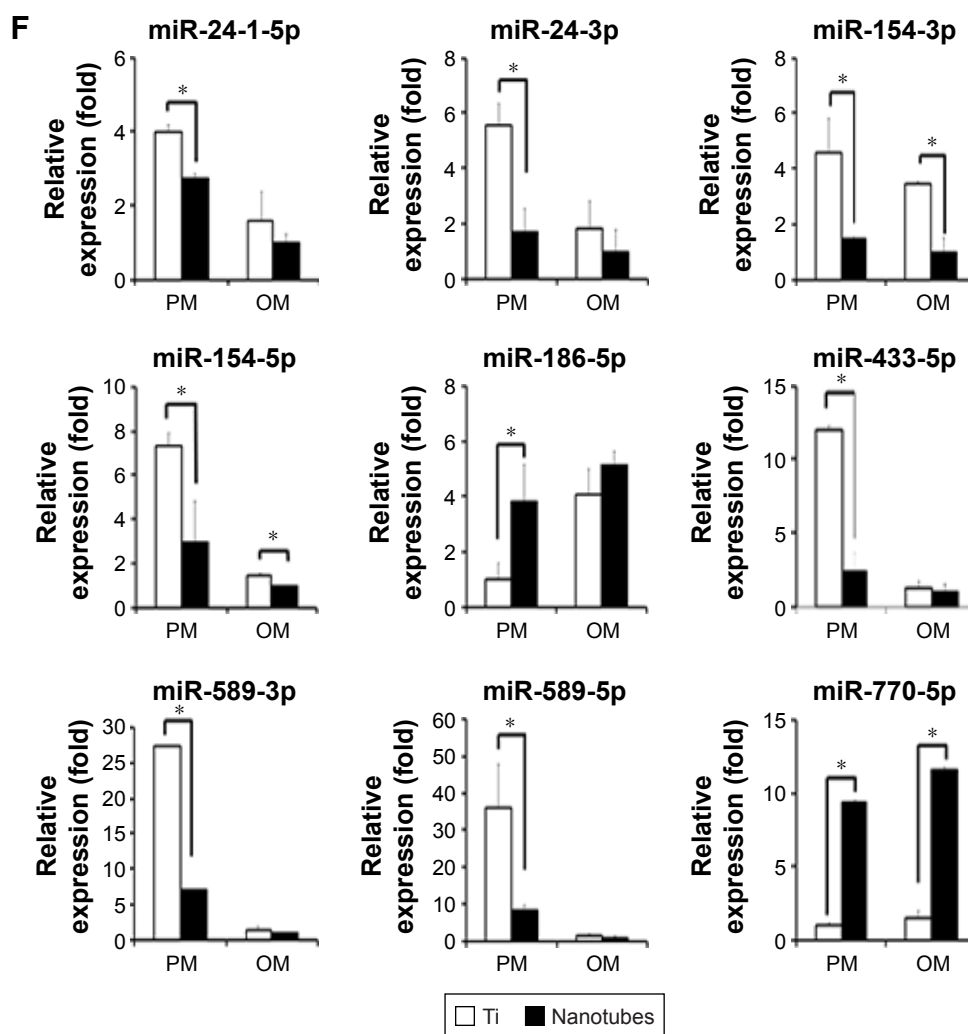 F
miR-24-1-5p
miR-24-3p
miR-154-3p
Relative
expression (fold)
6
4
2
0
*
PM
OM
Relative
expression (fold)
8
6
4
2
0
*
PM
OM
Relative
expression (fold)
8
6
4
2
0
*
*
PM
OM
miR-154-5p
miR-186-5p
miR-433-5p
Relative
expression (fold)
10
8
6
4
2
0
*
*
PM
OM
Relative
expression (fold)
8
6
4
2
0
*
PM
OM
Relative
expression (fold)
15
10
5
0
*
PM
OM
miR-589-3p
miR-589-5p
miR-770-5p
Relative
expression (fold)
30
25
20
15
10
5
0
*
PM
OM
Relative
expression (fold)
60
50
40
30
20
10
0
*
PM
OM
Relative
expression (fold)
15
10
5
0
*
*
PM
OM
Ti
Nanotubes